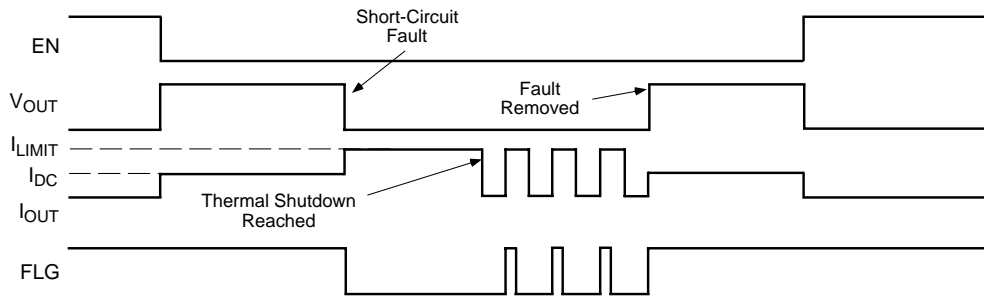 Short-Circuit
Fault
EN
Fault
Removed
VOUT
ILIMIT
IDC
Thermal Shutdown
Reached
IOUT
FLG